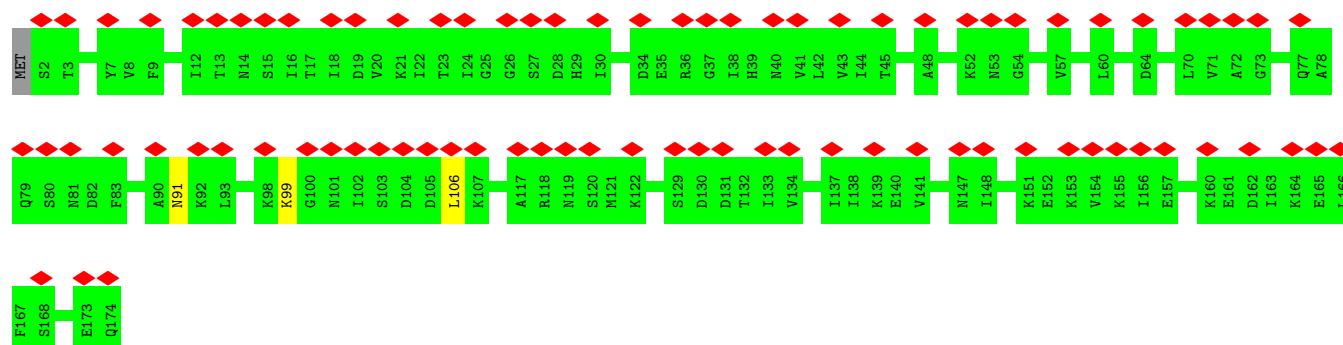 MET S2 T3 Y7 V8 F9 I12 T13 N14 S15 I16 T17 I18 D19 V20 K21 I22 T23 I24 G25 G26 S27 D28 H29 I30 D34 E35 R36 G37 I38 H39 N40 V41 L42 V43 I44 T45 A48 K52 N53 G54 V57 L60 D64 L70 V71 A72 G73 Q77 A78
Q79 S80 N81 D82 F83 A90 N91 K92 L93 K98 K99 G100 N101 I102 S103 D104 D105 L106 K107 A117 R118 N119 S120 M121 K122 S129 D130 D131 T132 I133 V134 I137 I138 K139 E140 V141 N147 I148 K151 E152 K153 V154 K155 I156 E157 K160 E161 D162 I163 K164 E165 L166
F167 S168 E173 Q174